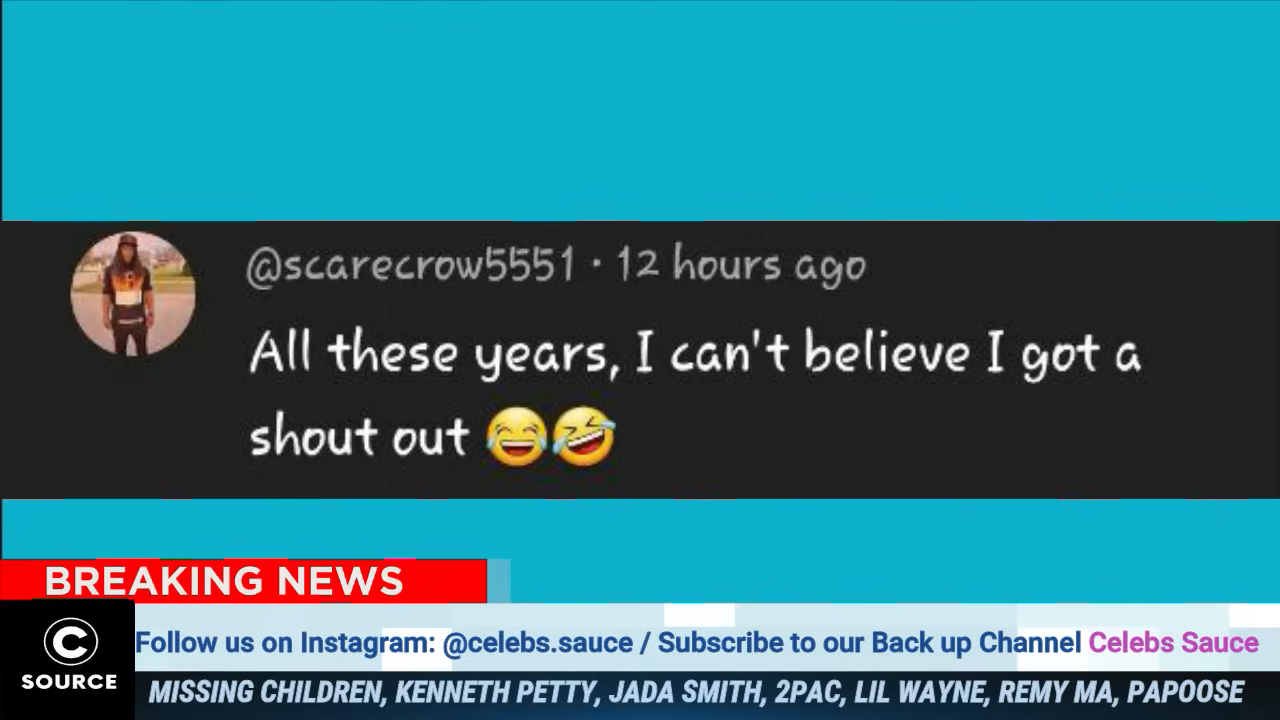 @scarecrow5551 · 12 hours ago
All these years, I can't believe I got a
shout out 😂🤣
BREAKING NEWS
C
SOURCE
Follow us on Instagram: @celebs.sauce / Subscribe to our Back up Channel Celebs Sauce
MISSING CHILDREN, KENNETH PETTY, JADA SMITH, 2PAC, LIL WAYNE, REMY MA, PAPOOSE